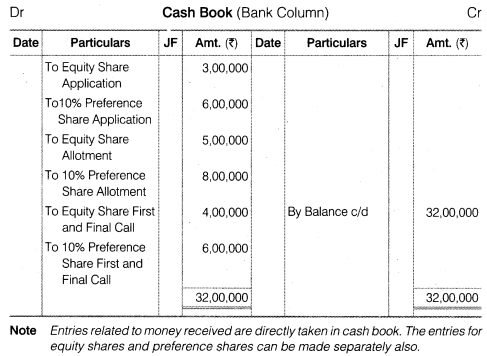 Dr Cash Book (Bank Column) Cr
Date Particulars JF Amt. (₹) Date Particulars JF Amt. (₹)
To Equity Share 3,00,000
Application
To10% Preference 6,00,000
Share Application
To Equity Share 5,00,000
Allotment
To 10% Preference 8,00,000
Share Allotment
To Equity Share First 4,00,000 By Balance c/d 32,00,000
and Final Call
To 10% Preference 6,00,000
Share First and
Final Call
32,00,000 32,00,000
Note Entries related to money received are directly taken in cash book. The entries for
equity shares and preference shares can be made separately also.